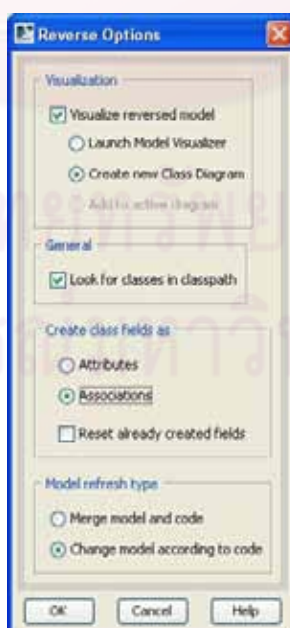 Reverse Options
Visualization
Visualize reversed model
Launch Model Visualizer
Create new Class Diagram
Add to active diagram
General
Look for classes in classpath
Create class fields as
Attributes
Associations
Reset already created fields
Model refresh type
Merge model and code
Change model according to code
OK Cancel Help